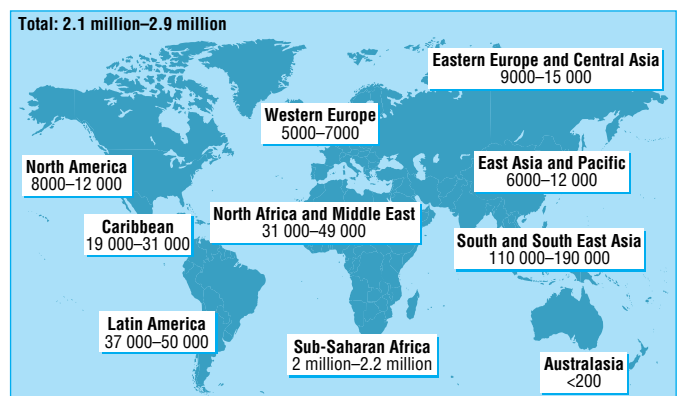 Total: 2.1 million–2.9 million
Eastern Europe and Central Asia
9000–15 000
Western Europe
5000–7000
North America
8000–12 000
East Asia and Pacific
6000–12 000
North Africa and Middle East
31 000–49 000
Caribbean
19 000–31 000
South and South East Asia
110 000–190 000
Latin America
37 000–50 000
Sub-Saharan Africa
2 million–2.2 million
Australasia
<200